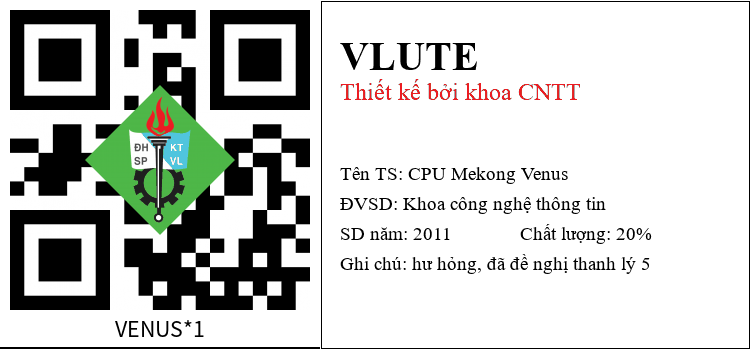 ĐH KT
SP VL
VENUS*1
VLUTE
Thiết kế bởi khoa CNTT
Tên TS: CPU Mekong Venus
ĐVSD: Khoa công nghệ thông tin
SD năm: 2011 Chất lượng: 20%
Ghi chú: hư hỏng, đã đề nghị thanh lý 5